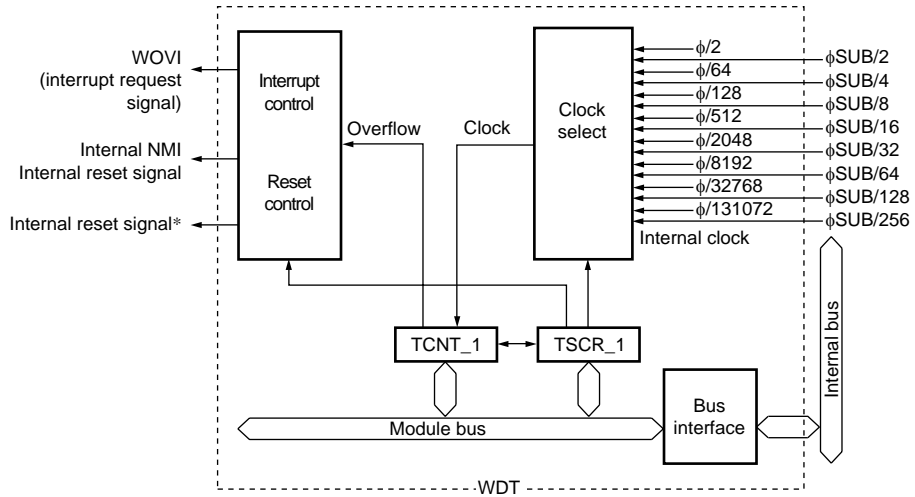 WOVI
(interrupt request
signal)
Internal NMI
Internal reset signal
Internal reset signal*
Interrupt
control
Reset
control
Overflow
Clock
Clock
select
ϕ/2
ϕ/64
ϕ/128
ϕ/512
ϕ/2048
ϕ/8192
ϕ/32768
ϕ/131072
Internal clock
ϕSUB/2
ϕSUB/4
ϕSUB/8
ϕSUB/16
ϕSUB/32
ϕSUB/64
ϕSUB/128
ϕSUB/256
TCNT_1
TSCR_1
Module bus
Bus
interface
Internal bus
WDT